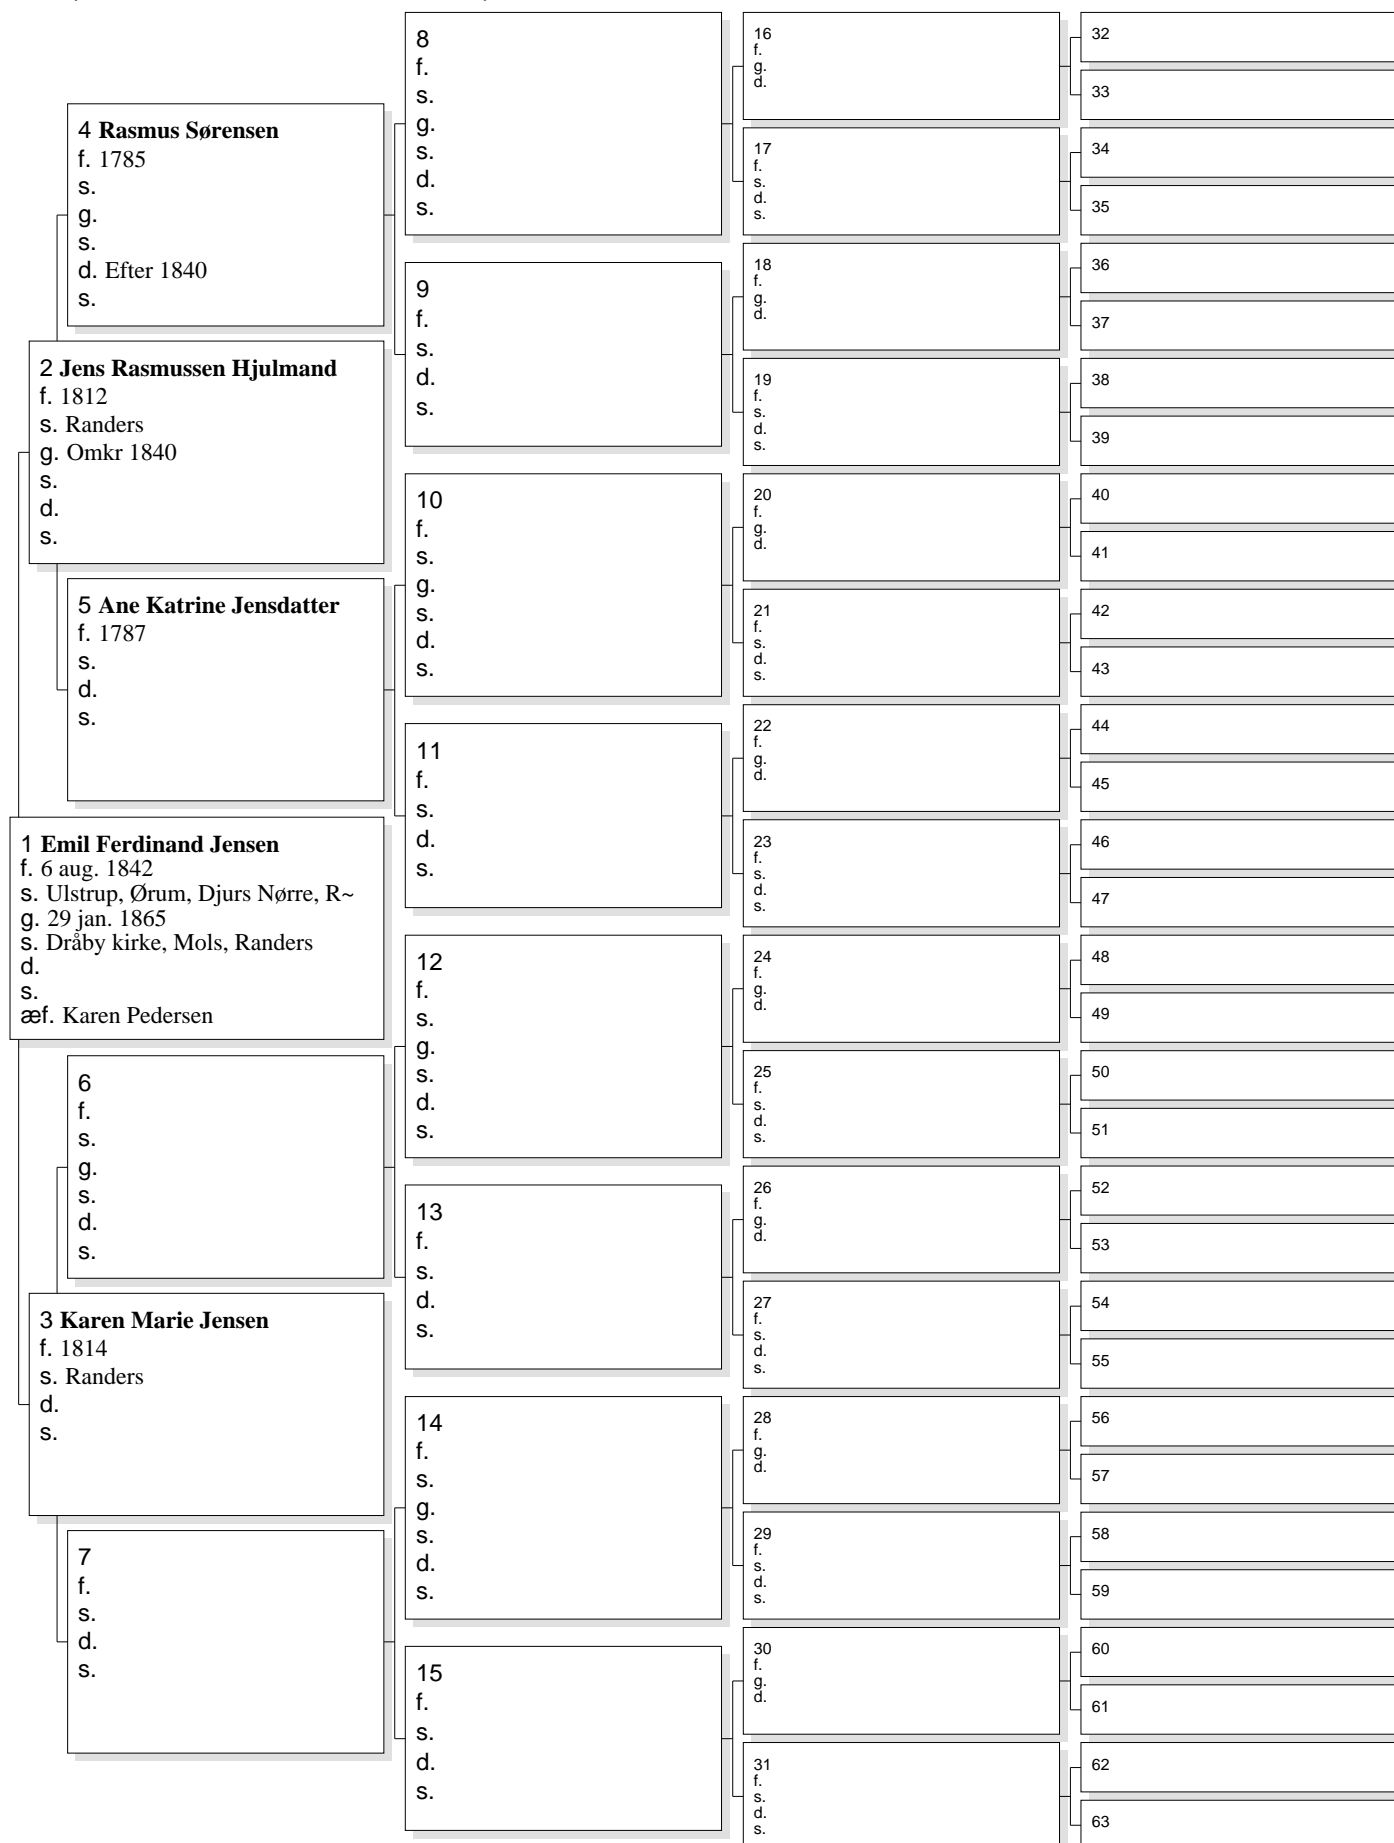 4 Rasmus Sørensen
f. 1785
s.
g.
s.
d. Efter 1840
s.
2 Jens Rasmussen Hjulmand
f. 1812
s. Randers
g. Omkr 1840
s.
d.
s.
5 Ane Katrine Jensdatter
f. 1787
s.
d.
s.
1 Emil Ferdinand Jensen
f. 6 aug. 1842
s. Ulstrup, Ørum, Djurs Nørre, R~
g. 29 jan. 1865
s. Dråby kirke, Mols, Randers
d.
s.
æf. Karen Pedersen
6
f.
s.
g.
s.
d.
s.
3 Karen Marie Jensen
f. 1814
s. Randers
d.
s.
7
f.
s.
d.
s.
8
f.
s.
g.
s.
d.
s.
9
f.
s.
d.
s.
10
f.
s.
g.
s.
d.
s.
11
f.
s.
d.
s.
12
f.
s.
g.
s.
d.
s.
13
f.
s.
d.
s.
14
f.
s.
g.
s.
d.
s.
15
f.
s.
d.
s.
16
f.
g.
d.
17
f.
s.
d.
s.
18
f.
g.
d.
19
f.
s.
d.
s.
20
f.
g.
d.
21
f.
s.
d.
s.
22
f.
g.
d.
23
f.
s.
d.
s.
24
f.
g.
d.
25
f.
s.
d.
s.
26
f.
g.
d.
27
f.
s.
d.
s.
28
f.
g.
d.
29
f.
s.
d.
s.
30
f.
g.
d.
31
f.
s.
d.
s.
32
33
34
35
36
37
38
39
40
41
42
43
44
45
46
47
48
49
50
51
52
53
54
55
56
57
58
59
60
61
62
63